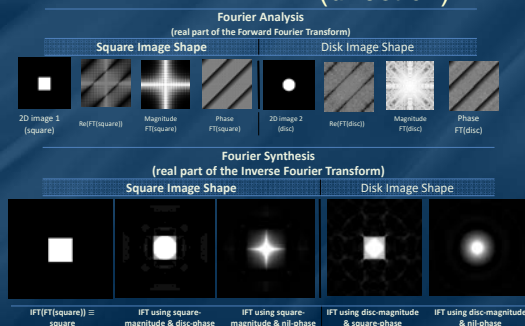 Fourier Analysis
(real part of the Forward Fourier Transform)
Square Image Shape
Disk Image Shape
2D image 1
(square)
Re(FT(square))
Magnitude
FT(square)
Phase
FT(square)
2D image 2
(disc)
Re(FT(disc))
Magnitude
FT(disc)
Phase
FT(disc)
Fourier Synthesis
(real part of the Inverse Fourier Transform)
Square Image Shape
Disk Image Shape
IFT(FT(square)) ≡
square
IFT using square-
magnitude & disc-phase
IFT using square-
magnitude & nil-phase
IFT using disc-magnitude
& square-phase
IFT using disc-magnitude
& nil-phase